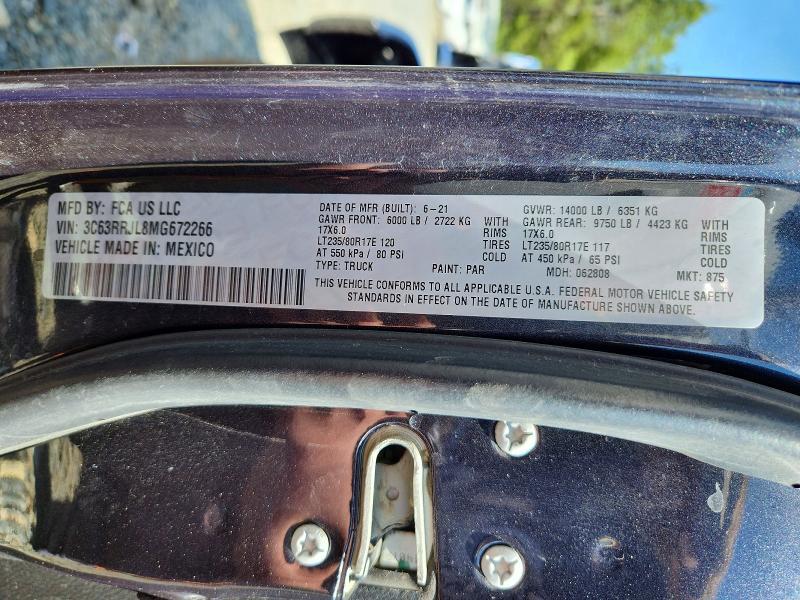 MFD BY: FCA US LLC
VIN: 3C63RRJL8MG672266
VEHICLE MADE IN: MEXICO
DATE OF MFR (BUILT): 6-21
GAWR FRONT: 6000 LB / 2722 KG WITH
17X6.0 RIMS
LT235/80R17E 120 TIRES
AT 550 kPa / 80 PSI COLD
TYPE: TRUCK PAINT: PAR
GVWR: 14000 LB / 6351 KG
GAWR REAR: 9750 LB / 4423 KG WITH
17X6.0 RIMS
LT235/80R17E 117 TIRES
AT 450 kPa / 65 PSI COLD
MDH: 062808 MKT: 875
THIS VEHICLE CONFORMS TO ALL APPLICABLE U.S.A. FEDERAL MOTOR VEHICLE SAFETY
STANDARDS IN EFFECT ON THE DATE OF MANUFACTURE SHOWN ABOVE.